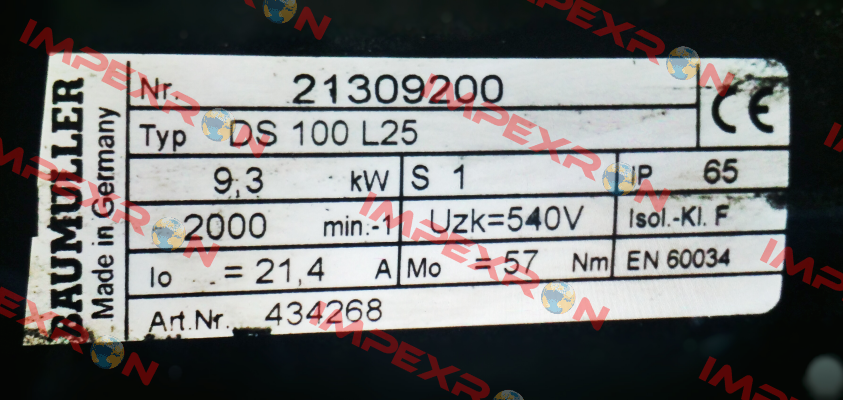 BAUMÜLLER
Made in Germany
Nr. 21309200
CE
Typ DS 100 L25
9,3 kW S 1 IP 65
2000 min.-1 Uzk=540V Isol.-Kl. F
Io = 21,4 A Mo = 57 Nm EN 60034
Art.Nr. 434268
IMPEXRON